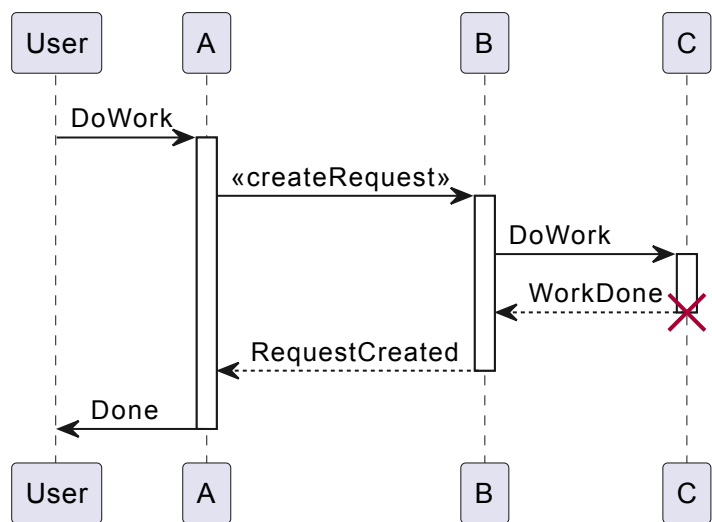 User
A
B
C
DoWork
«createRequest»
DoWork
WorkDone
RequestCreated
Done
User
A
B
C